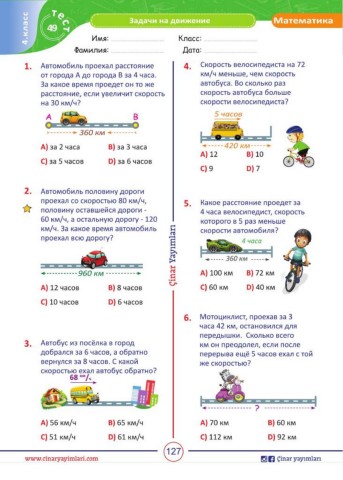 4. класс
тест
49
Задачи на движение
Математика
Имя:
Класс:
Фамилия:
Дата:
1. Автомобиль проехал расстояние
от города А до города В за 4 часа.
За какое время проедет он то же
расстояние, если увеличит скорость
на 30 км/ч?
A
B
360 км
A) за 2 часа
B) за 3 часа
C) за 5 часов
D) за 6 часов
2. Автомобиль половину дороги
проехал со скоростью 80 км/ч,
половину оставшейся дороги -
60 км/ч, а остальную дорогу - 120
км/ч. За какое время автомобиль
проехал всю дорогу?
960 км
A) 12 часов
B) 8 часов
C) 10 часов
D) 6 часов
3. Автобус из посёлка в город
добрался за 6 часов, а обратно
вернулся за 8 часов. С какой
скоростью ехал автобус обратно?
68 км/ч
A) 56 км/ч
B) 65 км/ч
C) 51 км/ч
D) 61 км/ч
Çinar Yayımları
4. Скорость велосипедиста на 72
км/ч меньше, чем скорость
автобуса. Во сколько раз
скорость автобуса больше
скорости велосипедиста?
5 часов
420 км
A) 12
B) 10
C) 9
D) 7
5. Какое расстояние проедет за
4 часа велосипедист, скорость
которого в 5 раз меньше
скорости автомобиля?
4 часа
360 км
A) 100 км
B) 72 км
C) 60 км
D) 40 км
6. Мотоциклист, проехав за 3
часа 42 км, остановился для
передышки. Сколько всего
км он преодолел, если после
перерыва ещё 5 часов ехал с той
же скоростью?
?
A) 70 км
B) 60 км
C) 112 км
D) 92 км
www.cinaryayimlari.com
127
Çinar yayımları